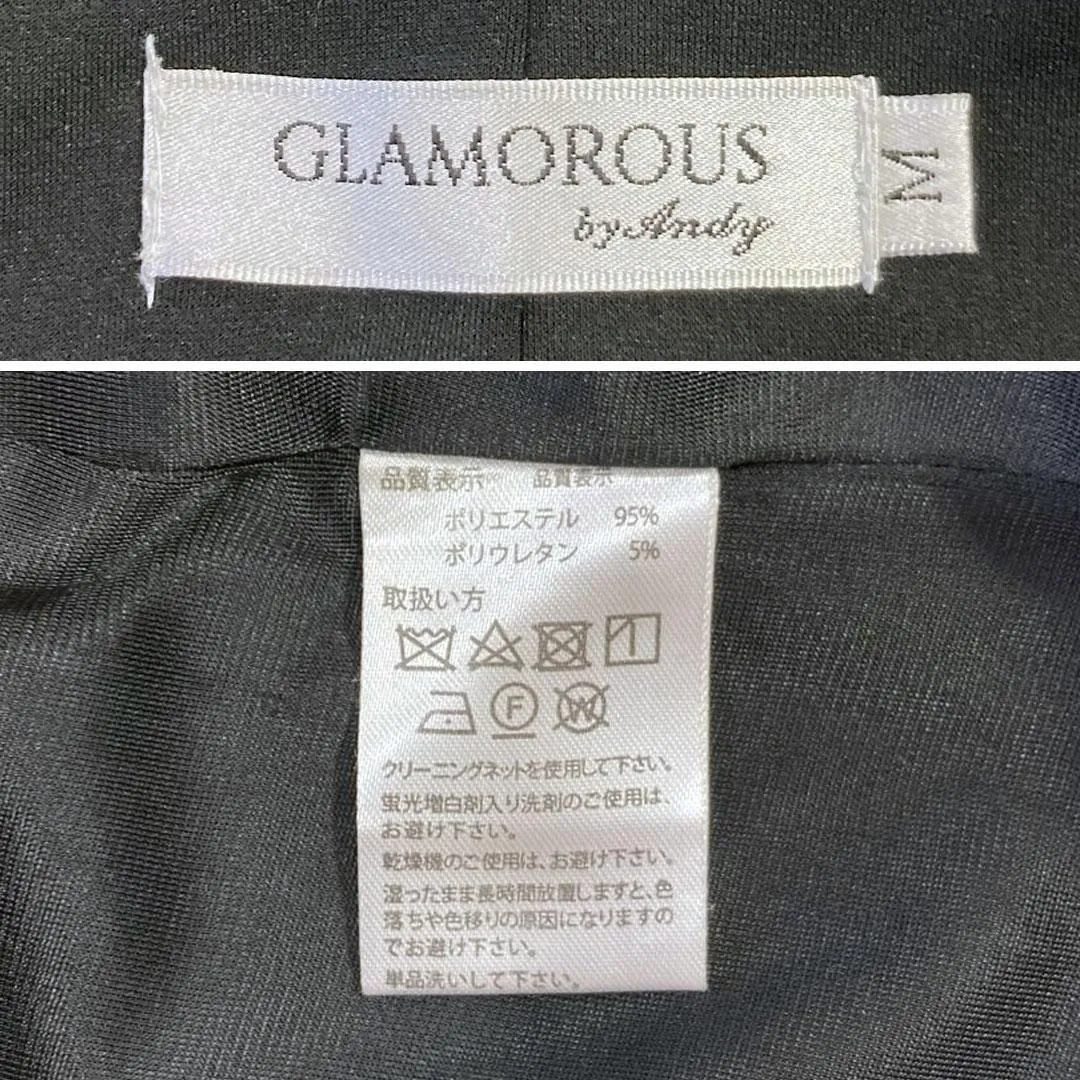 GLAMOROUS
by Andy
M
品質表示 品質表示
ポリエステル 95%
ポリウレタン 5%
取扱い方
F W
クリーニングネットを使用して下さい。
蛍光増白剤入り洗剤のご使用は、
お避け下さい。
乾燥機のご使用は、お避け下さい。
湿ったまま長時間放置しますと、色
落ちや色移りの原因になりますの
でお避け下さい。
単品洗いして下さい。